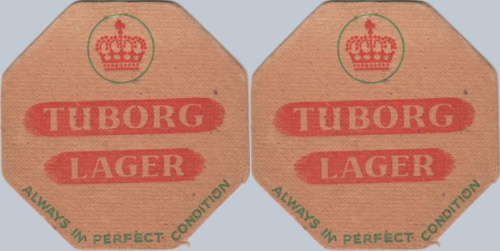 TUBORG
LAGER
ALWAYS IN PERFECT CONDITION
TUBORG
LAGER
ALWAYS IN PERFECT CONDITION